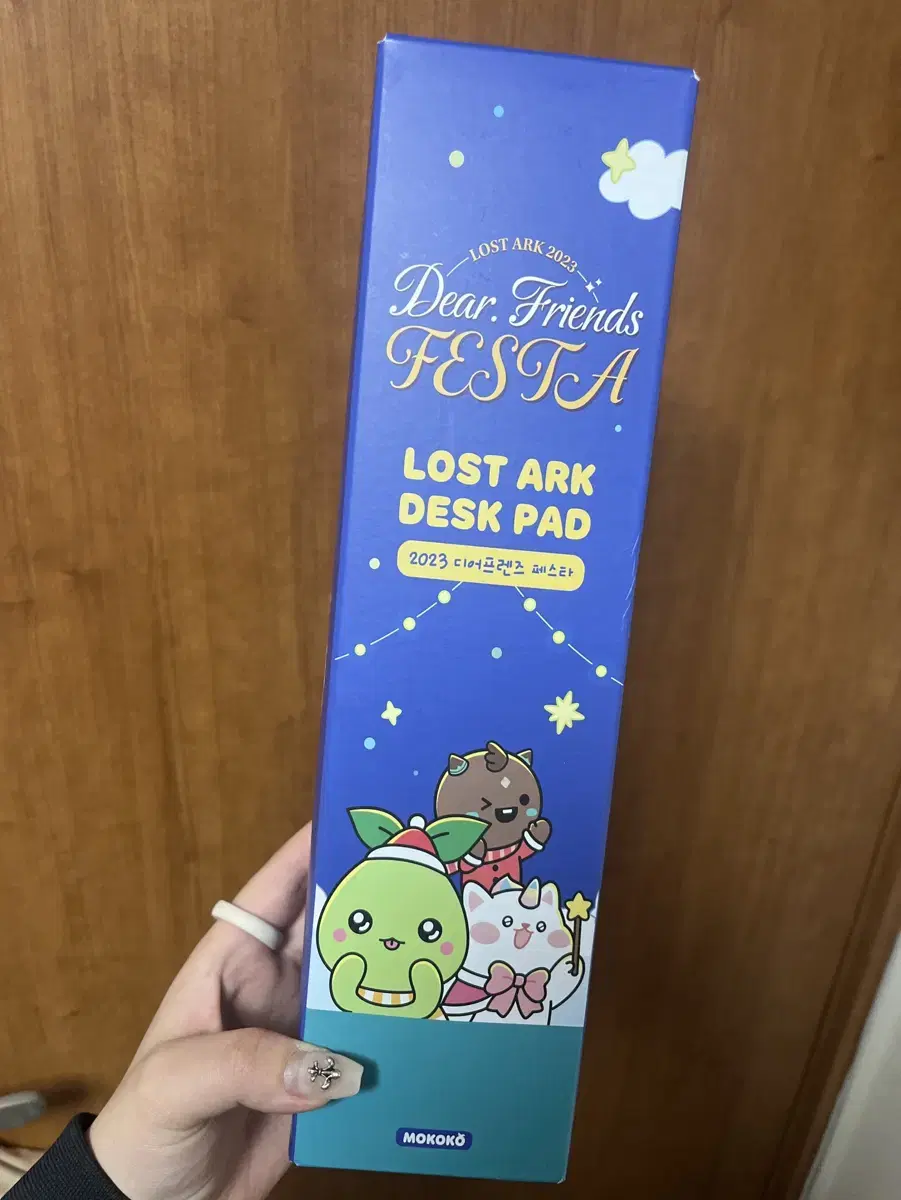 LOST ARK 2023
Dear. Friends
FESTA
LOST ARK
DESK PAD
2023 디어프렌즈 페스타
MOKOKO